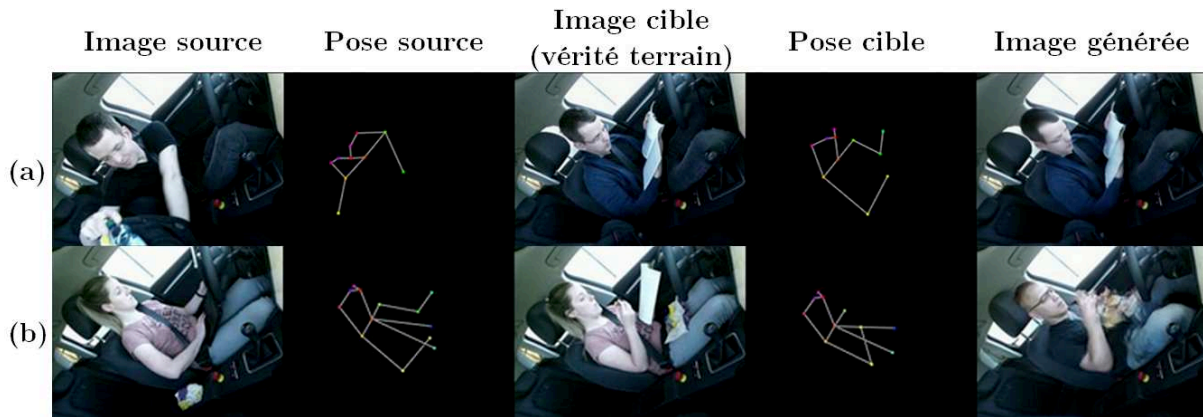 Image source
Pose source
Image cible
(vérité terrain)
Pose cible
Image générée
(a)
(b)